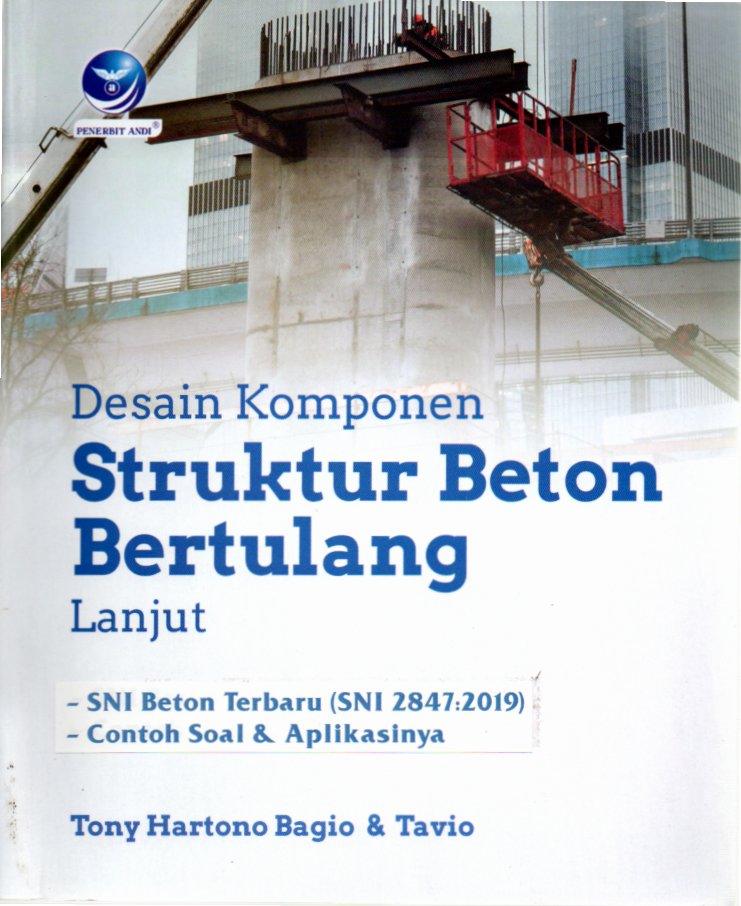 a
PENERBIT ANDI®
Desain Komponen
Struktur Beton
Bertulang
Lanjut
- SNI Beton Terbaru (SNI 2847:2019)
- Contoh Soal & Aplikasinya
Tony Hartono Bagio & Tavio